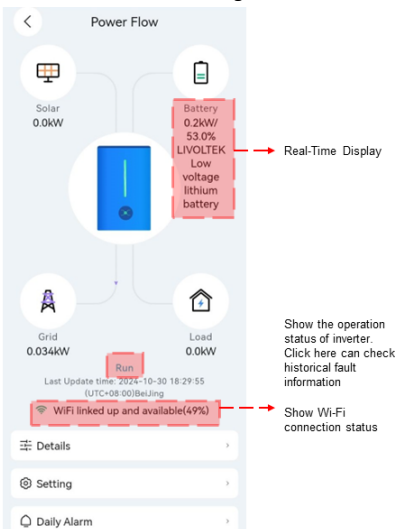 Power Flow
Solar
0.0kW
Battery
0.2kW/
53.0%
LIVOLTEK
Low
voltage
lithium
battery
Real-Time Display
Grid
0.034kW
Load
0.0kW
Run
Last Update time: 2024-10-30 18:29:55
(UTC+08:00)BeiJing
WiFi linked up and available(49%)
Show the operation
status of inverter.
Click here can check
historical fault
information
Show Wi-Fi
connection status
Details
Setting
Daily Alarm